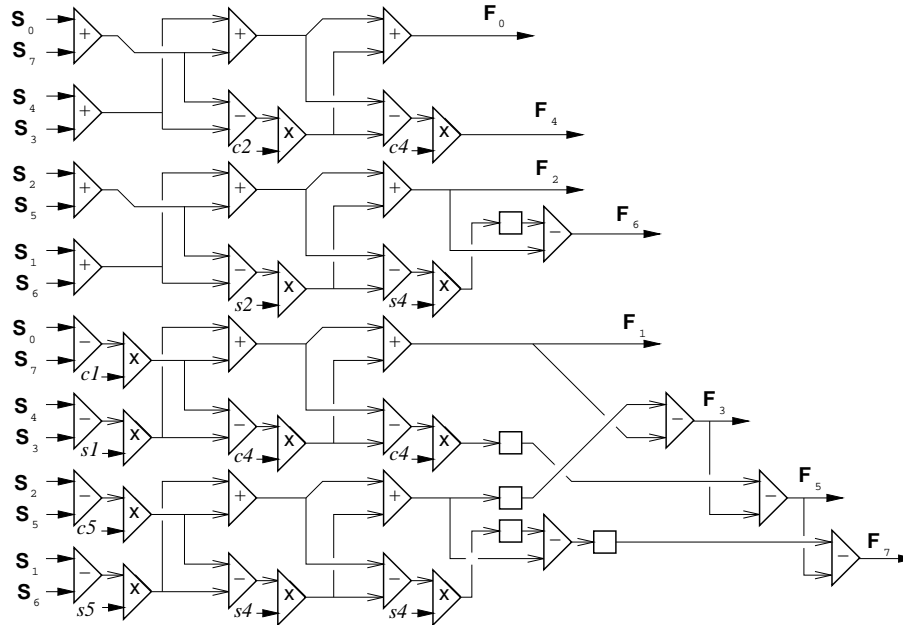 S0 + + + F0
S7
S4 + − X − X F4
S3 c2 c4
S2 + + + F2
S5 − F6
S1 + − X − X
S6 s2 s4
S0 − X + + F1
S7 c1
S4 − X − X − X − F3
S3 s1 c4 c4
S2 − X + + − F5
S5 c5 − − F7
S1 − X − X − X
S6 s5 s4 s4